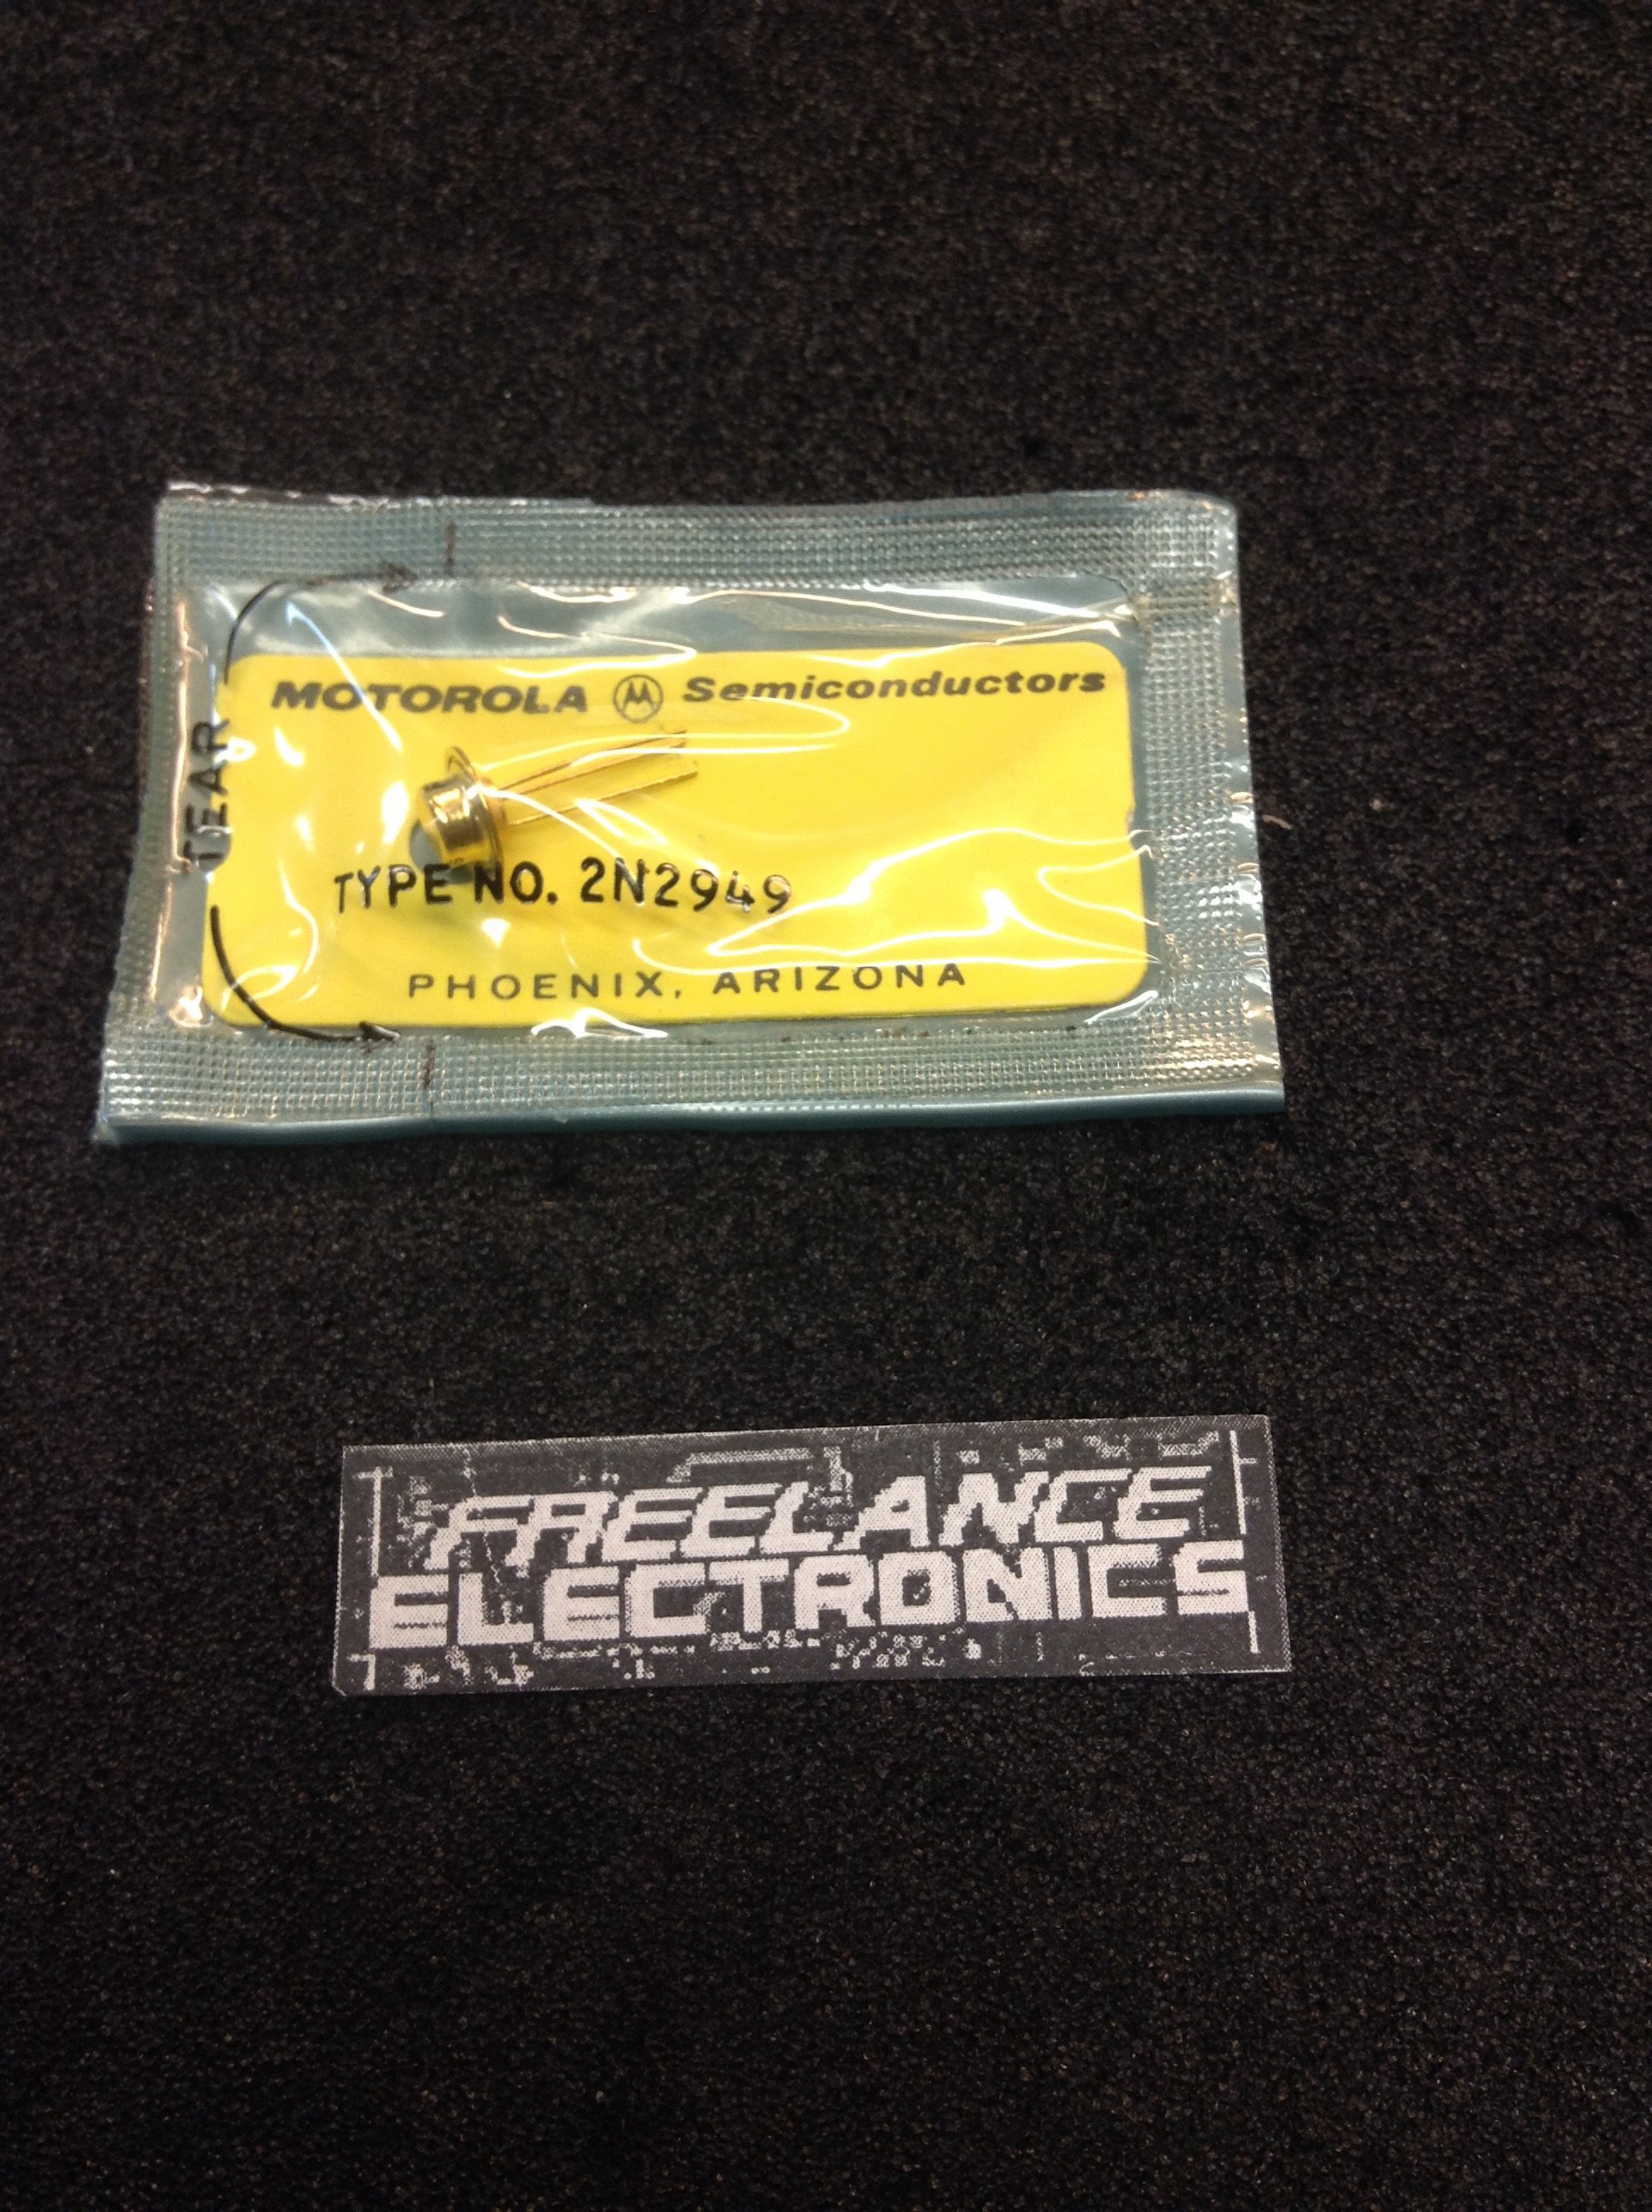 MOTOROLA M Semiconductors
TEAR
TYPE NO. 2N2949
PHOENIX, ARIZONA
FREELANCE
ELECTRONICS